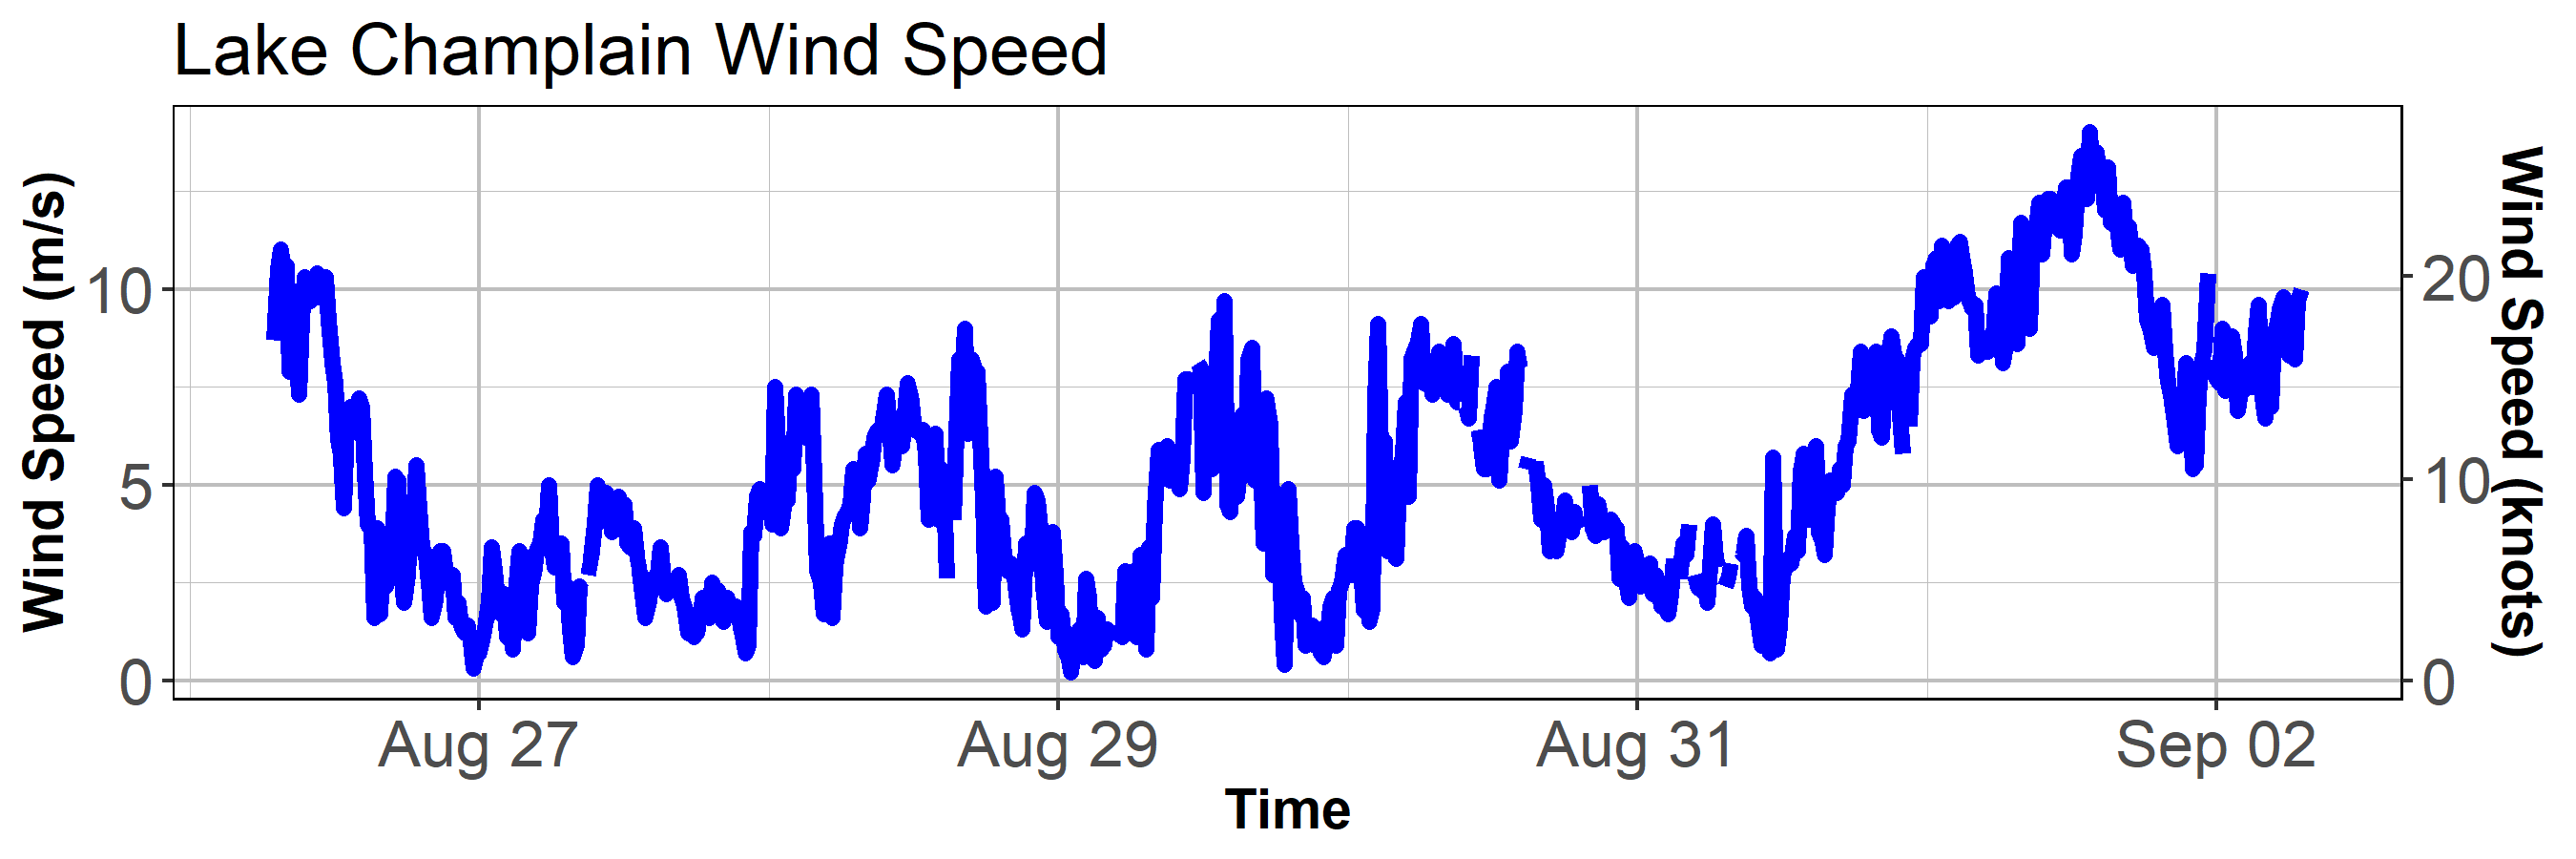 Lake Champlain Wind Speed
Wind Speed (m/s)
10
5
0
20
10
0
Wind Speed (knots)
Aug 27
Aug 29
Aug 31
Sep 02
Time